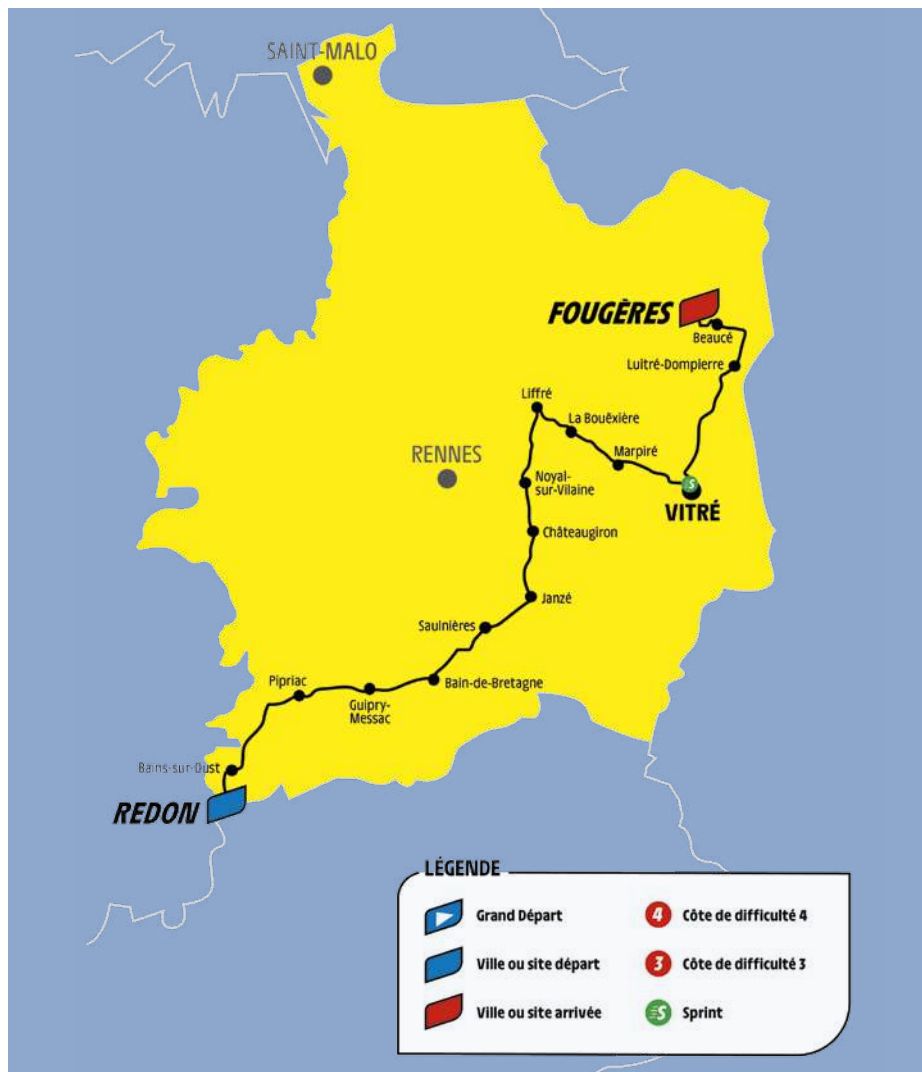 SAINT-MALO
FOUGÈRES
Beaucé
Luitré-Dompierre
Liffré
La Bouëxière
Marpiré
RENNES
Noyal-
sur-Vilaine
S
VITRÉ
Châteaugiron
Janzé
Saulnières
Pipriac
Bain-de-Bretagne
Guipry-
Messac
Bains-sur-Oust
REDON
LÉGENDE
Grand Départ
4 Côte de difficulté 4
Ville ou site départ
3 Côte de difficulté 3
Ville ou site arrivée
S Sprint